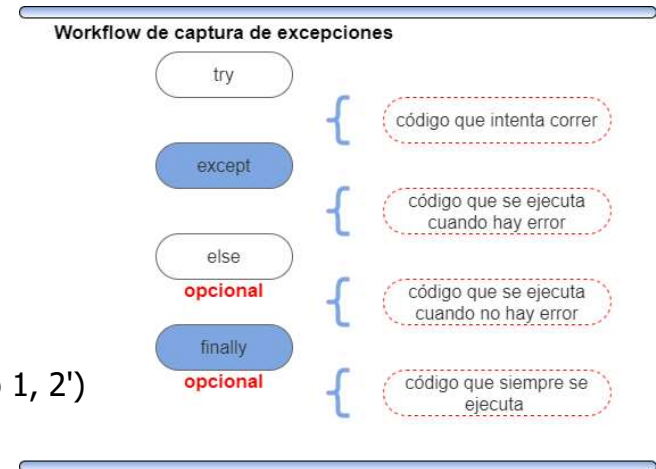 Workflow de captura de excepciones
try
código que intenta correr
except
código que se ejecuta
cuando hay error
else
opcional
código que se ejecuta
cuando no hay error
finally
opcional
1, 2')
código que siempre se
ejecuta